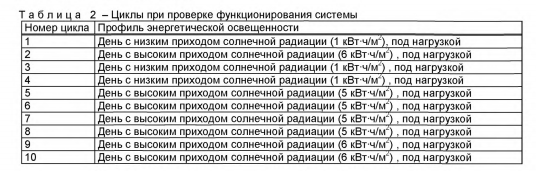 Т а б л и ц а 2 – Циклы при проверке функционирования системы
Номер цикла Профиль энергетической освещенности
1 День с низким приходом солнечной радиации (1 кВт·ч/м²), под нагрузкой
2 День с высоким приходом солнечной радиации (6 кВт·ч/м²) , под нагрузкой
3 День с низким приходом солнечной радиации (1 кВт·ч/м²) , под нагрузкой
4 День с низким приходом солнечной радиации (1 кВт·ч/м²) , под нагрузкой
5 День с высоким приходом солнечной радиации (5 кВт·ч/м²) , под нагрузкой
6 День с высоким приходом солнечной радиации (5 кВт·ч/м²) , под нагрузкой
7 День с высоким приходом солнечной радиации (5 кВт·ч/м²) , под нагрузкой
8 День с высоким приходом солнечной радиации (5 кВт·ч/м²) , под нагрузкой
9 День с высоким приходом солнечной радиации (6 кВт·ч/м²) , под нагрузкой
10 День с высоким приходом солнечной радиации (6 кВт·ч/м²) , под нагрузкой